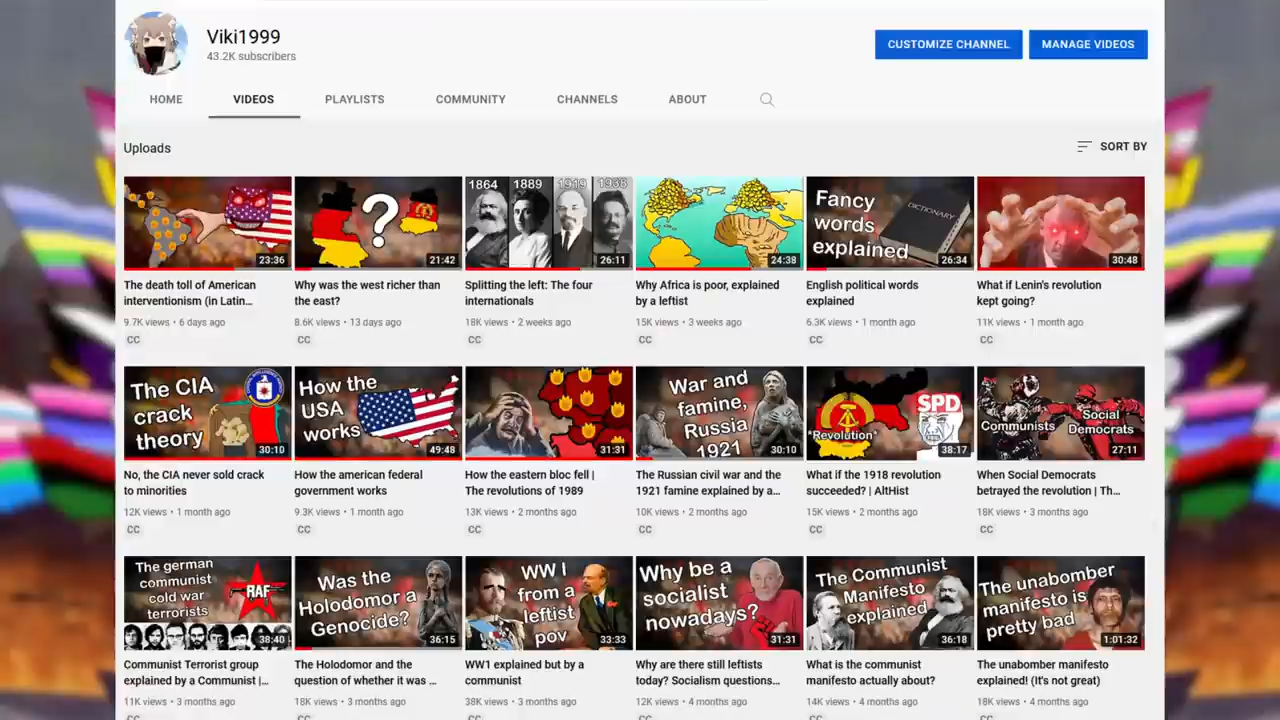 Viki1999
43.2K subscribers
CUSTOMIZE CHANNEL
MANAGE VIDEOS
HOME
VIDEOS
PLAYLISTS
COMMUNITY
CHANNELS
ABOUT
Uploads
SORT BY
23:36
The death toll of American
interventionism (in Latin...
9.7K views • 6 days ago
CC
21:42
Why was the west richer than
the east?
8.6K views • 13 days ago
CC
1864 1889 1919 1938
26:11
Splitting the left: The four
internationals
18K views • 2 weeks ago
CC
24:38
Why Africa is poor, explained
by a leftist
15K views • 3 weeks ago
CC
Fancy
words
explained
DICTIONARY
26:34
English political words
explained
6.3K views • 1 month ago
CC
30:48
What if Lenin's revolution
kept going?
11K views • 1 month ago
CC
The CIA
crack
theory
30:10
No, the CIA never sold crack
to minorities
12K views • 1 month ago
CC
How the
USA
works
49:48
How the american federal
government works
9.3K views • 1 month ago
CC
31:31
How the eastern bloc fell |
The revolutions of 1989
13K views • 2 months ago
CC
War and
famine,
Russia
1921
30:10
The Russian civil war and the
1921 famine explained by a...
10K views • 2 months ago
CC
"Revolution"
SPD
38:17
What if the 1918 revolution
succeeded? | AltHist
15K views • 2 months ago
CC
Communists
Social
Democrats
27:11
When Social Democrats
betrayed the revolution | Th...
18K views • 3 months ago
CC
The german
communist
cold war
terrorists
RAF
38:40
Communist Terrorist group
explained by a Communist |...
11K views • 3 months ago
Was the
Holodomor a
Genocide?
36:15
The Holodomor and the
question of whether it was ...
18K views • 3 months ago
WW I
from a
leftist
pov
33:33
WW1 explained but by a
communist
38K views • 3 months ago
Why be a
socialist
nowadays?
31:31
Why are there still leftists
today? Socialism questions...
12K views • 4 months ago
The Communist
Manifesto
explained
36:18
What is the communist
manifesto actually about?
14K views • 4 months ago
The unabomber
manifesto is
pretty bad
1:01:32
The unabomber manifesto
explained! (It's not great)
18K views • 4 months ago